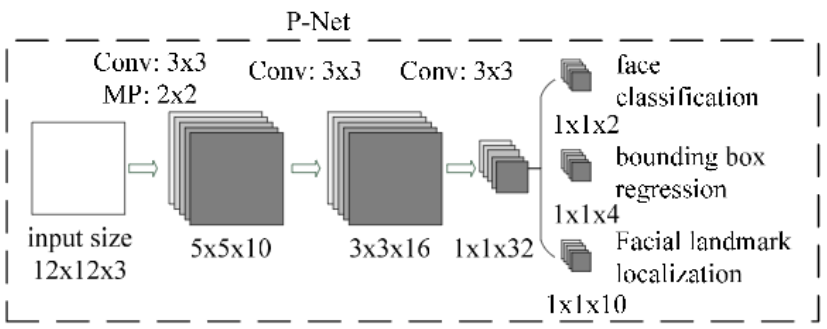 P-Net
Conv: 3x3
MP: 2x2
Conv: 3x3
Conv: 3x3
input size
12x12x3
5x5x10
3x3x16
1x1x32
face
classification
1x1x2
bounding box
regression
1x1x4
Facial landmark
localization
1x1x10